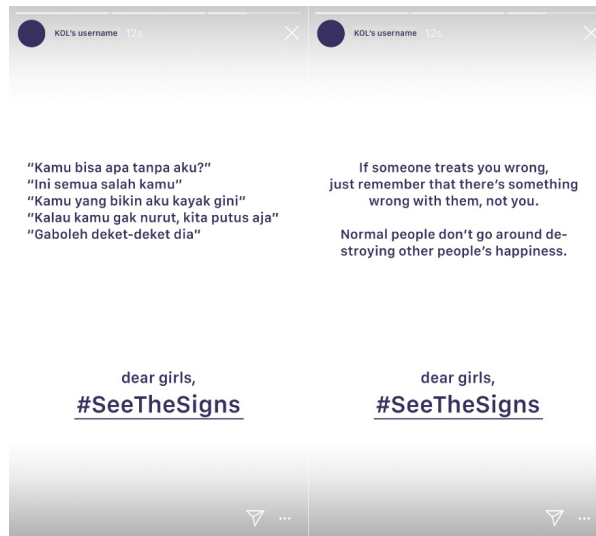 KOL's username 12s
“Kamu bisa apa tanpa aku?”
“Ini semua salah kamu”
“Kamu yang bikin aku kayak gini”
“Kalau kamu gak nurut, kita putus aja”
“Gaboleh deket-deket dia”
dear girls,
#SeeTheSigns
KOL's username 12s
If someone treats you wrong,
just remember that there’s something
wrong with them, not you.
Normal people don’t go around de-
stroying other people’s happiness.
dear girls,
#SeeTheSigns